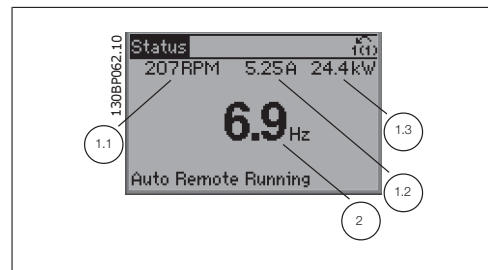 130BP062.10
Status
1(1)
207RPM 5.25A 24.4kW
6.9Hz
Auto Remote Running
1.1
1.3
1.2
2